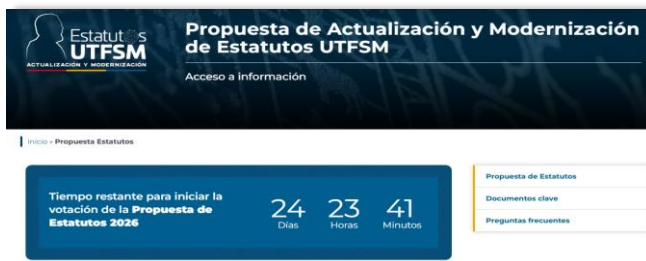 Estatutos
UTFSM
ACTUALIZACIÓN Y MODERNIZACIÓN
Propuesta de Actualización y Modernización
de Estatutos UTFSM
Acceso a información
Inicio » Propuesta Estatutos
Tiempo restante para iniciar la
votación de la Propuesta de
Estatutos 2026
24 23 41
Días Horas Minutos
Propuesta de Estatutos
Documentos clave
Preguntas frecuentes